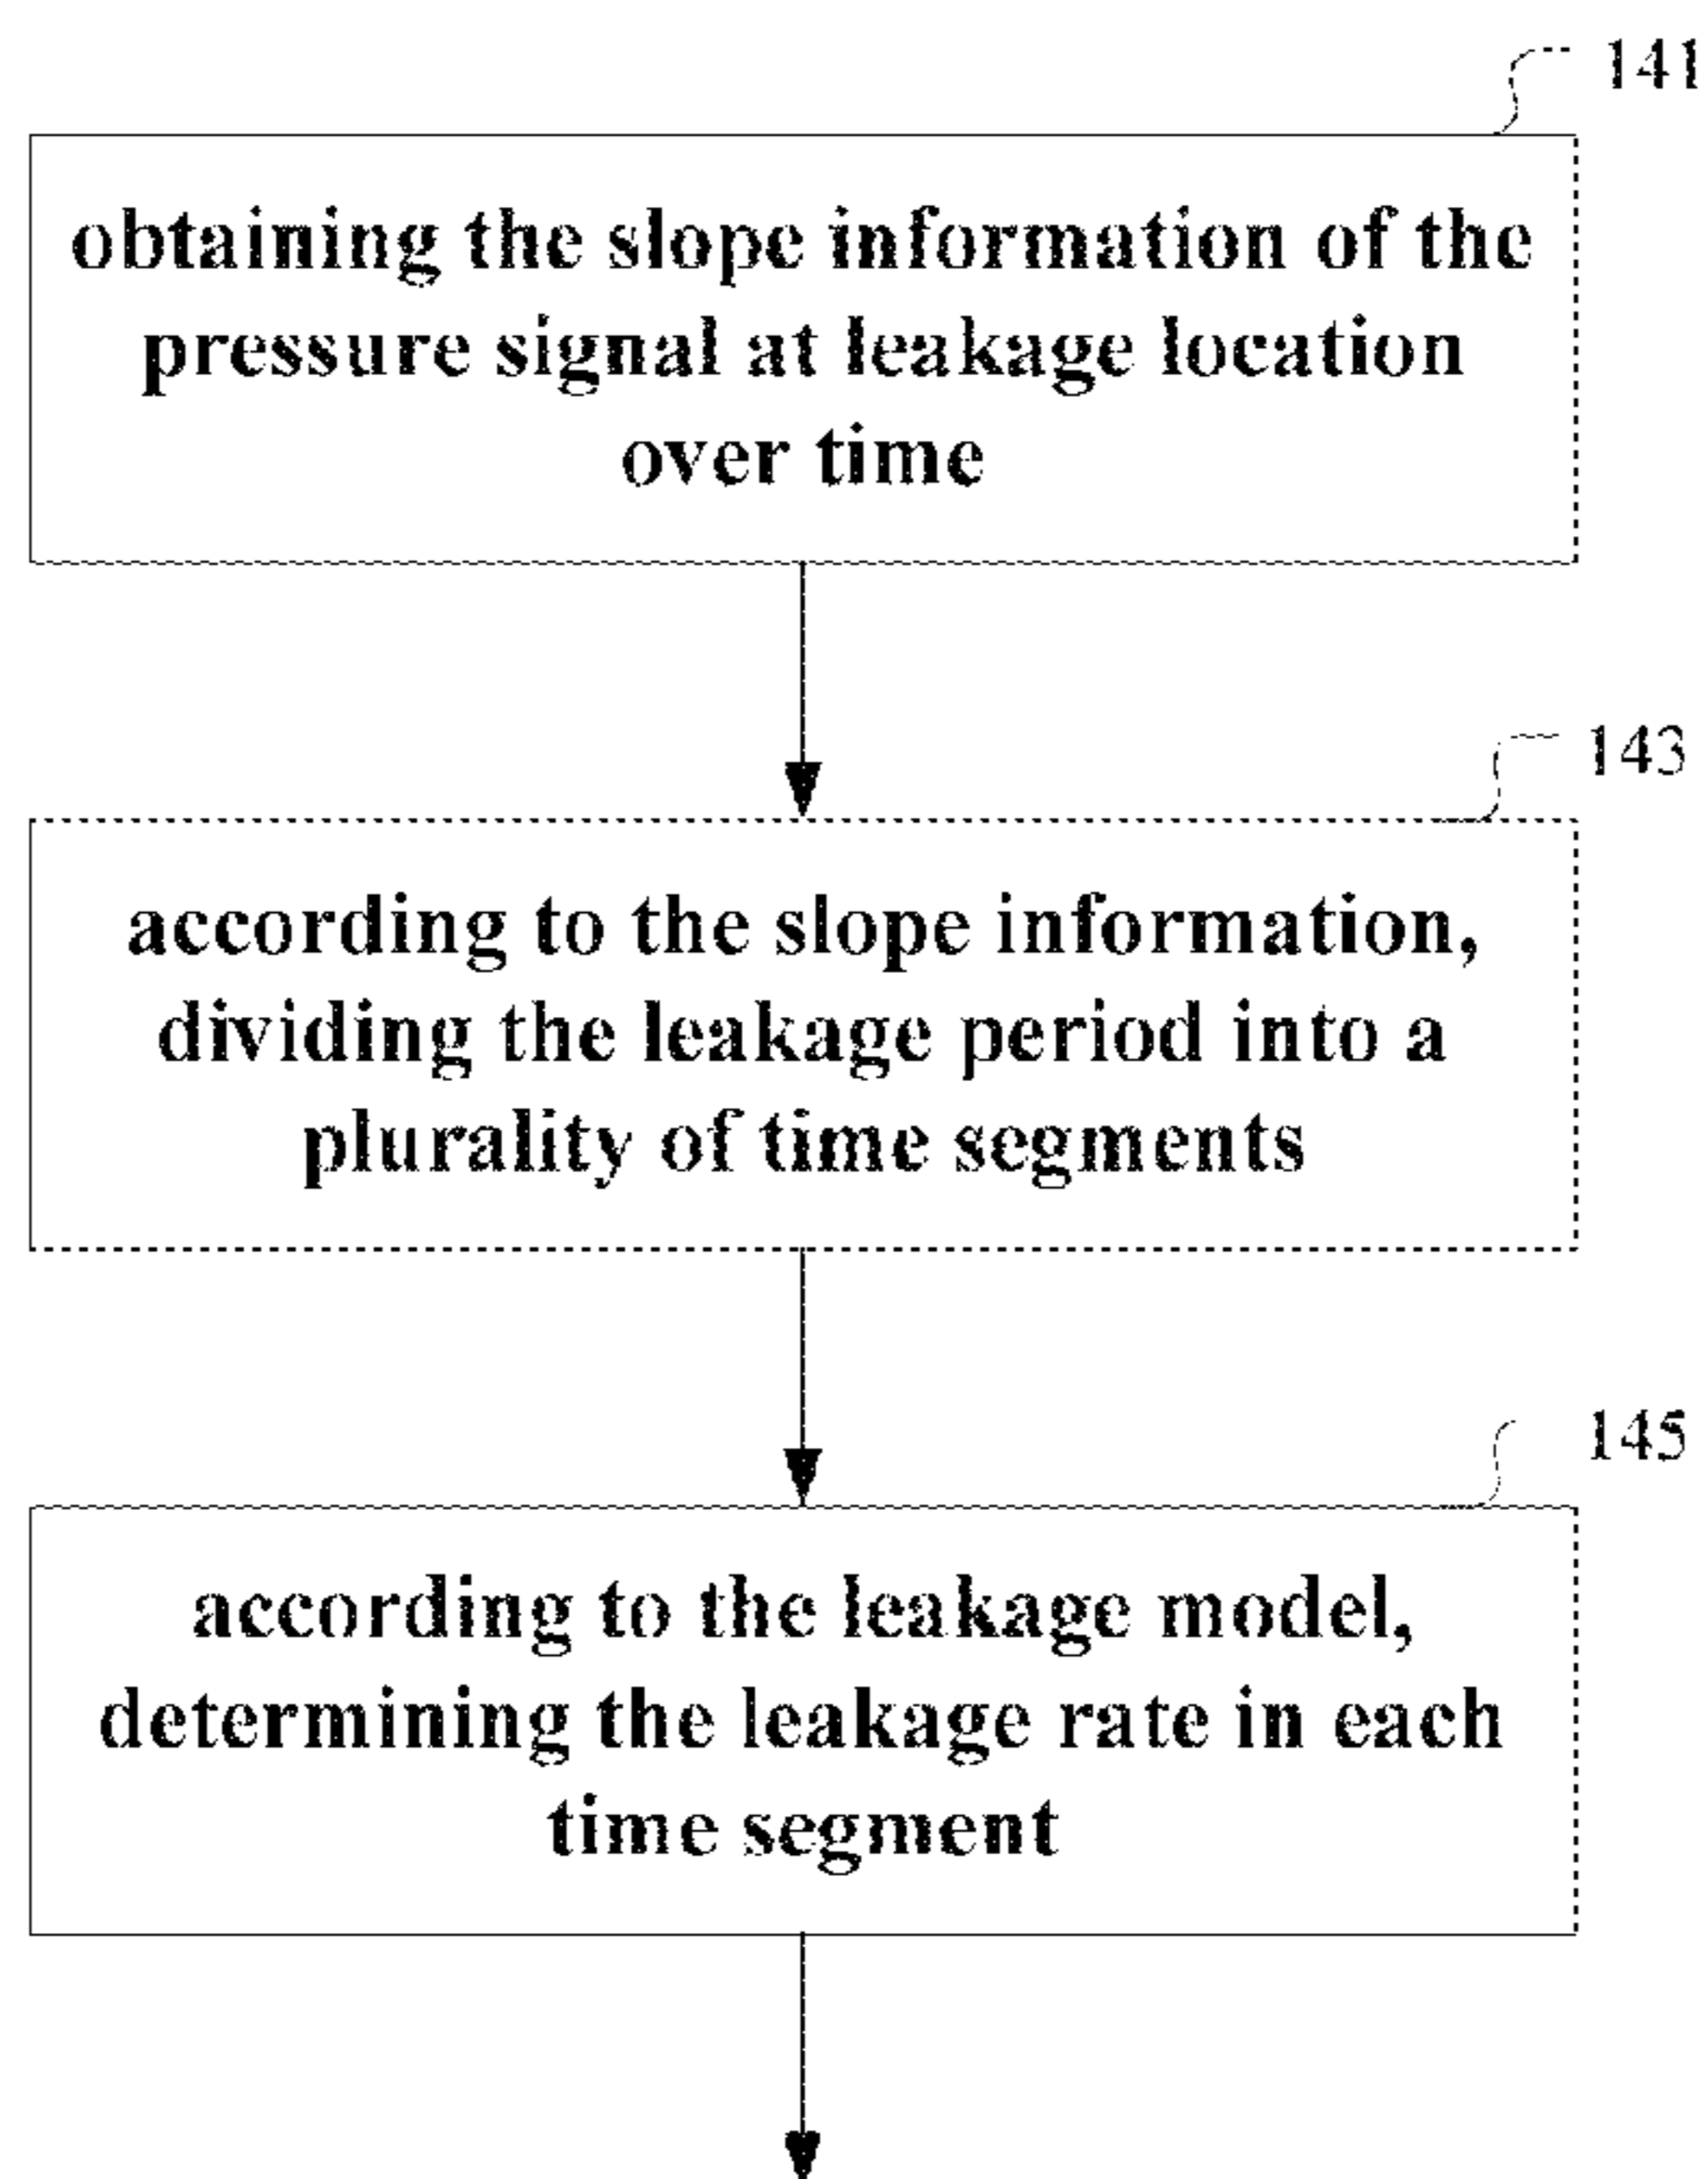 141
obtaining the slope information of the
pressure signal at leakage location
over time
143
according to the slope information,
dividing the leakage period into a
plurality of time segments
145
according to the leakage model,
determining the leakage rate in each
time segment